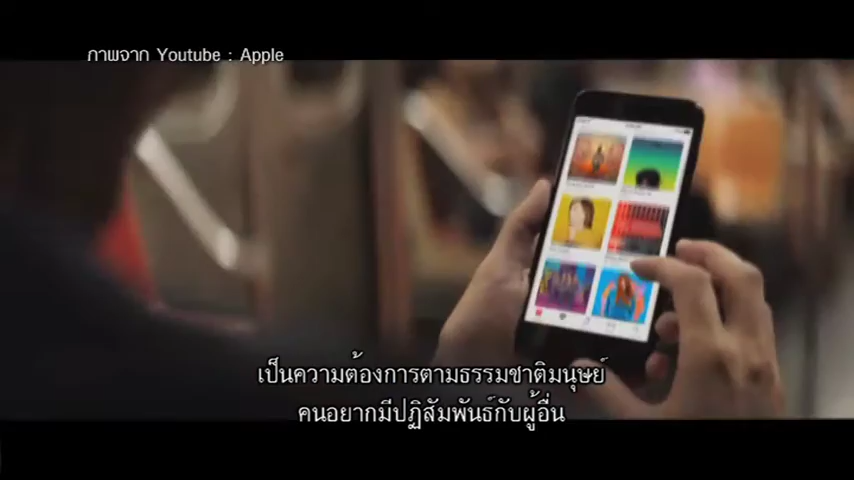 ภาพจาก Youtube : Apple
เป็นความต้องการตามธรรมชาติมนุษย์
คนอยากมีปฏิสัมพันธ์กับผู้อื่น